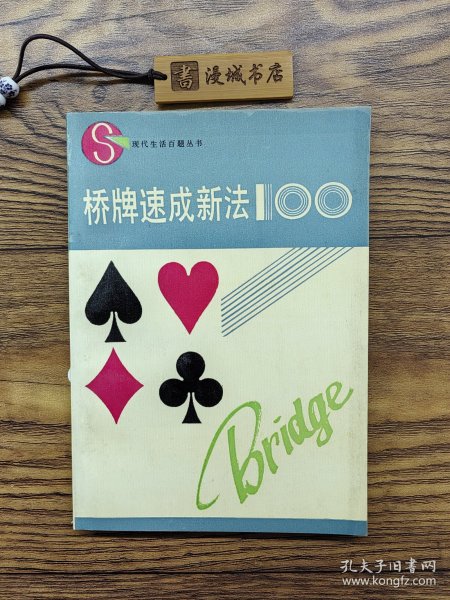 書 漫城书店
S 现代生活百题丛书
桥牌速成新法100
Bridge
孔夫子旧书网
www.kongfz.com